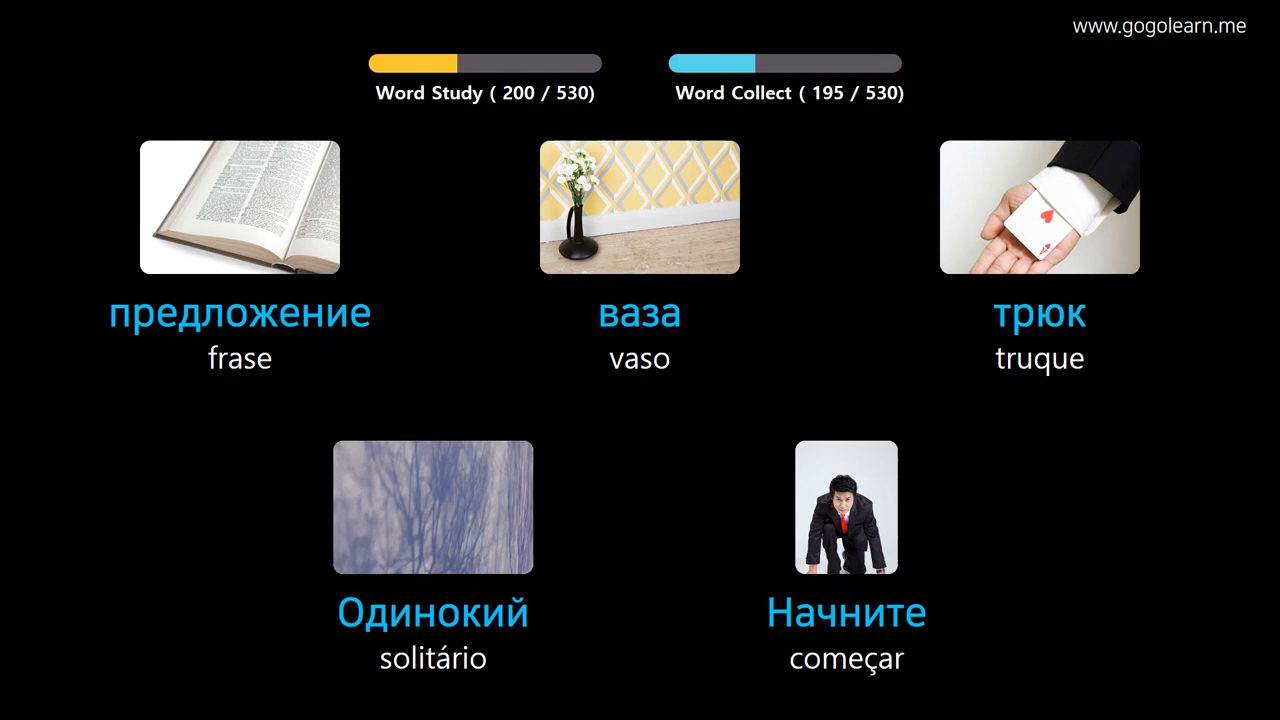 www.gogolearn.me
Word Study ( 200 / 530)
Word Collect ( 195 / 530)
предложение
frase
ваза
vaso
трюк
truque
Одинокий
solitário
Начните
começar